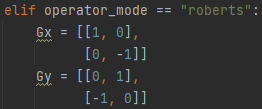 elif operator_mode == "roberts":
    Gx = [[1, 0],
          [0, -1]]
    Gy = [[0, 1],
          [-1, 0]]